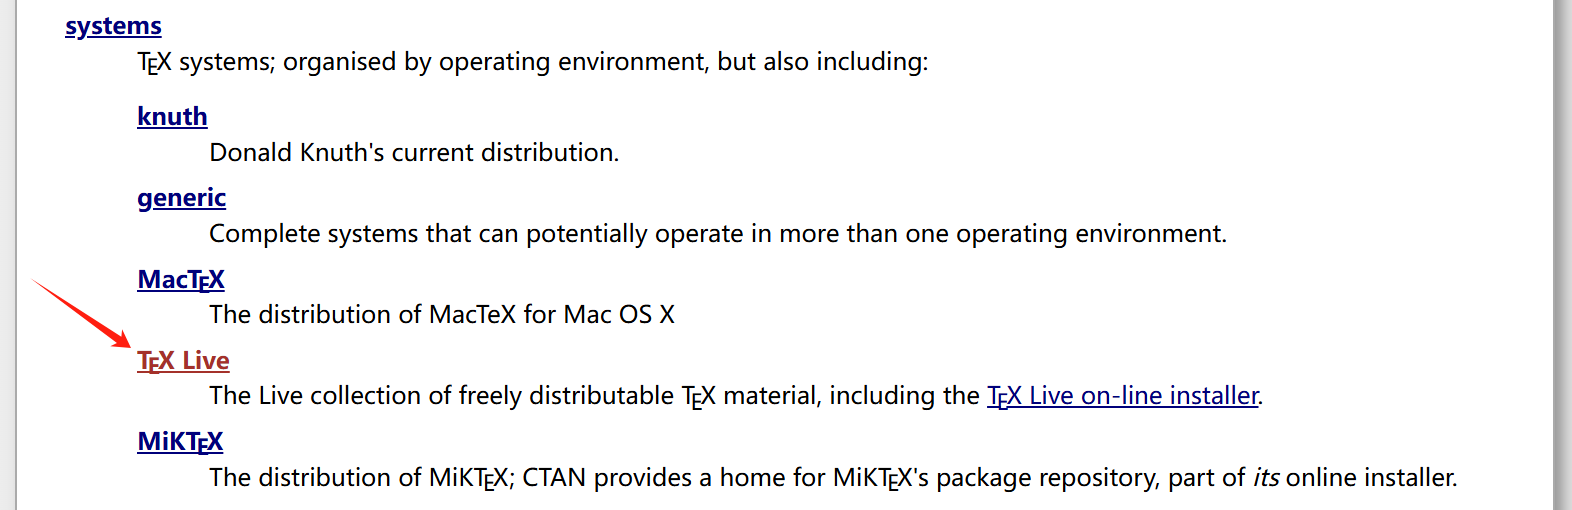 systems
TEX systems; organised by operating environment, but also including:
knuth
Donald Knuth's current distribution.
generic
Complete systems that can potentially operate in more than one operating environment.
MacTEX
The distribution of MacTeX for Mac OS X
TEX Live
The Live collection of freely distributable TEX material, including the TEX Live on-line installer.
MiKTEX
The distribution of MiKTEX; CTAN provides a home for MiKTEX's package repository, part of its online installer.